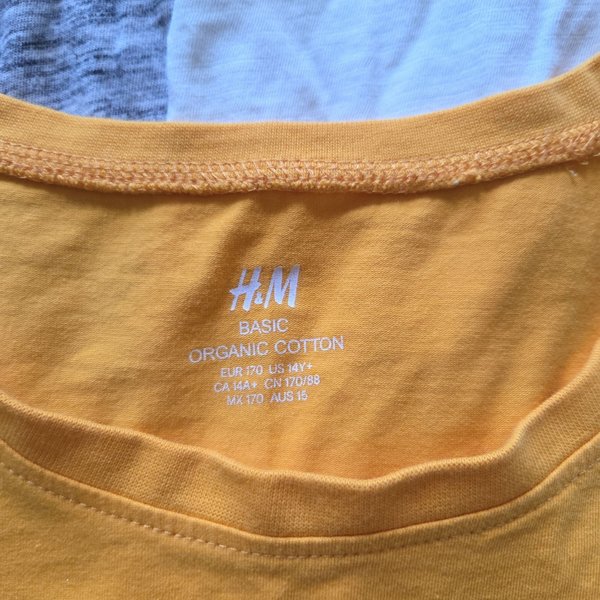 H&M
BASIC
ORGANIC COTTON
EUR 170 US 14Y+
CA 14A+ CN 170/88
MX 170 AUS 15